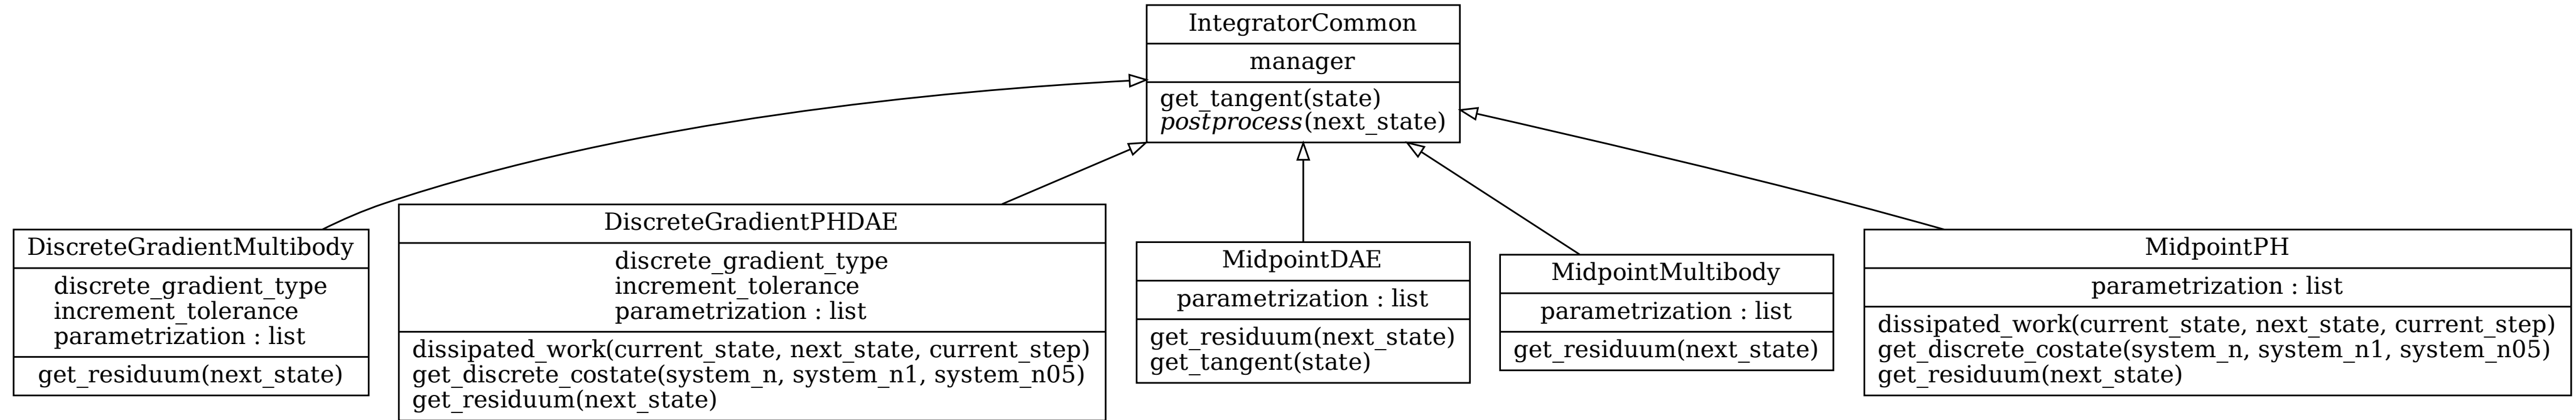 IntegratorCommon
manager
get_tangent(state)
postprocess(next_state)
DiscreteGradientMultibody
discrete_gradient_type
increment_tolerance
parametrization : list
get_residuum(next_state)
DiscreteGradientPHDAE
discrete_gradient_type
increment_tolerance
parametrization : list
dissipated_work(current_state, next_state, current_step)
get_discrete_costate(system_n, system_n1, system_n05)
get_residuum(next_state)
MidpointDAE
parametrization : list
get_residuum(next_state)
get_tangent(state)
MidpointMultibody
parametrization : list
get_residuum(next_state)
MidpointPH
parametrization : list
dissipated_work(current_state, next_state, current_step)
get_discrete_costate(system_n, system_n1, system_n05)
get_residuum(next_state)